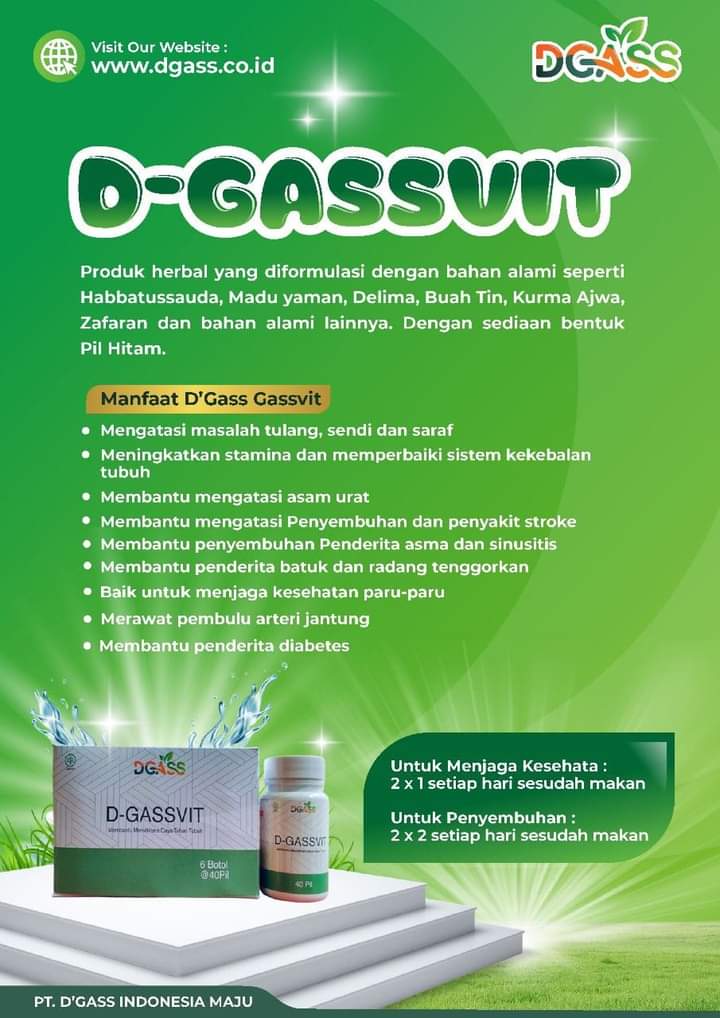 Visit Our Website :
www.dgass.co.id
DGASS
D-GASSVIT
Produk herbal yang diformulasi dengan bahan alami seperti
Habbatussauda, Madu yaman, Delima, Buah Tin, Kurma Ajwa,
Zafaran dan bahan alami lainnya. Dengan sediaan bentuk
Pil Hitam.
Manfaat D'Gass Gassvit
Mengatasi masalah tulang, sendi dan saraf
Meningkatkan stamina dan memperbaiki sistem kekebalan
tubuh
Membantu mengatasi asam urat
Membantu mengatasi Penyembuhan dan penyakit stroke
Membantu penyembuhan Penderita asma dan sinusitis
Membantu penderita batuk dan radang tenggorkan
Baik untuk menjaga kesehatan paru-paru
Merawat pembulu arteri jantung
Membantu penderita diabetes
DGASS
D-GASSVIT
Membantu Memelihara Daya Tahan Tubuh
6 Botol
@40Pil
DGASS
D-GASSVIT
40 Pil
Untuk Menjaga Kesehata :
2 x 1 setiap hari sesudah makan
Untuk Penyembuhan :
2 x 2 setiap hari sesudah makan
PT. D'GASS INDONESIA MAJU